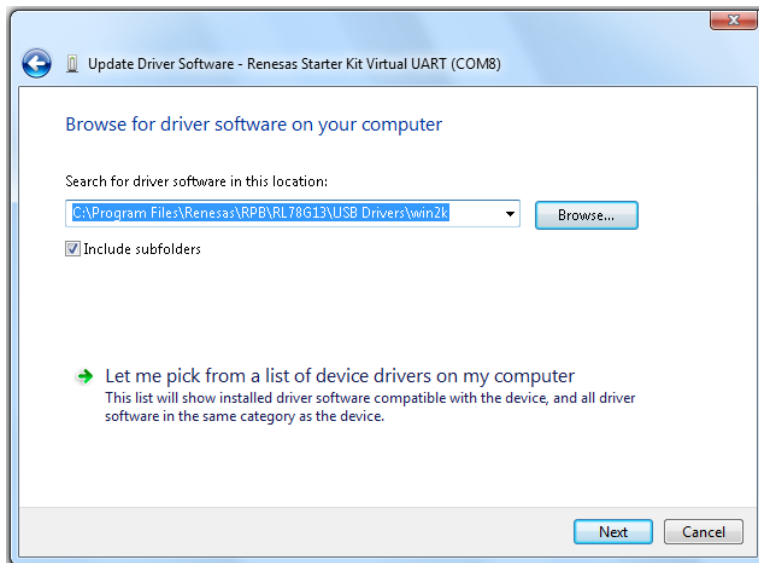 Update Driver Software - Renesas Starter Kit Virtual UART (COM8)
Browse for driver software on your computer
Search for driver software in this location:
C:\Program Files\Renesas\RPB\RL78G13\USB Drivers\win2k
Browse...
Include subfolders
Let me pick from a list of device drivers on my computer
This list will show installed driver software compatible with the device, and all driver
software in the same category as the device.
Next
Cancel